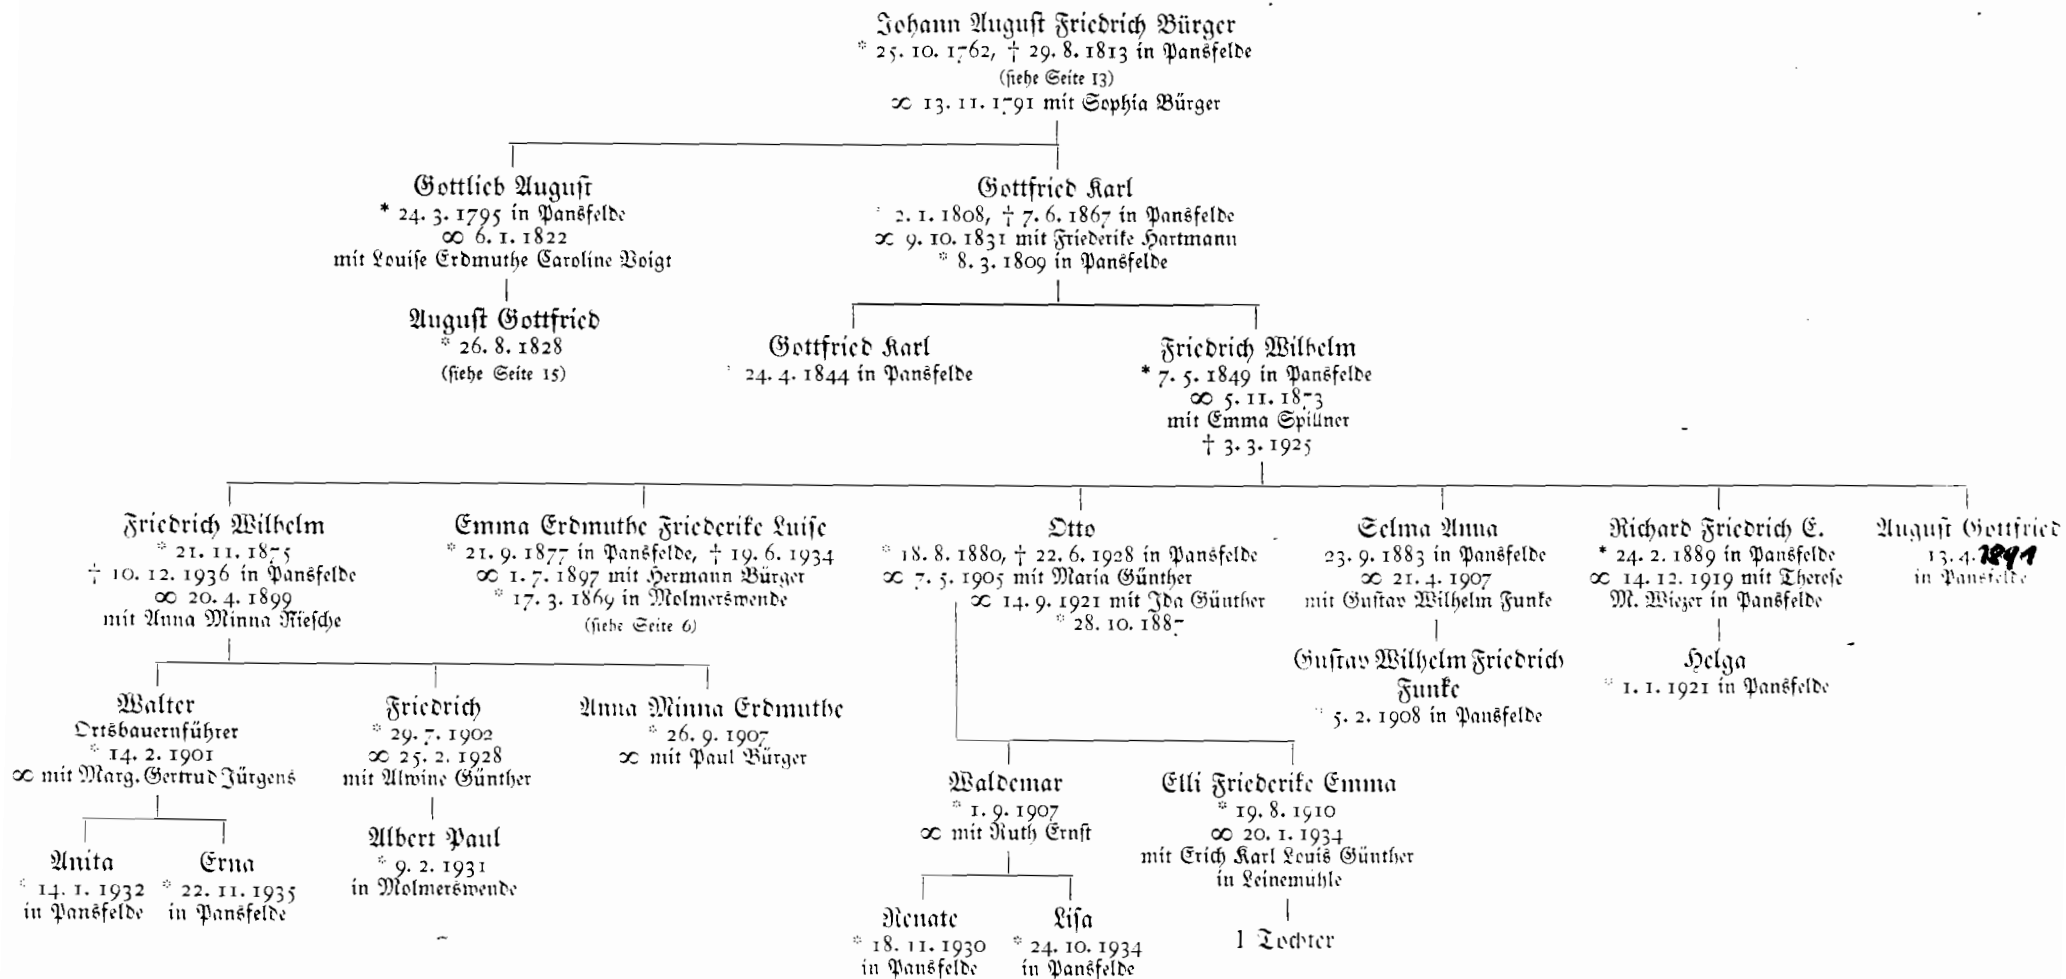 Johann August Friedrich Bürger
* 25. 10. 1762, † 29. 8. 1813 in Pansfelde
(siehe Seite 13)
∞ 13. 11. 1791 mit Sophia Bürger
Gottlieb August
* 24. 3. 1795 in Pansfelde
∞ 6. 1. 1822
mit Louise Erdmuthe Caroline Voigt
August Gottfried
* 26. 8. 1828
(siehe Seite 15)
Gottfried Karl
* 2. 1. 1808, † 7. 6. 1867 in Pansfelde
∞ 9. 10. 1831 mit Friederike Hartmann
* 8. 3. 1809 in Pansfelde
Gottfried Karl
* 24. 4. 1844 in Pansfelde
Friedrich Wilhelm
* 7. 5. 1849 in Pansfelde
∞ 5. 11. 1873
mit Emma Spillner
† 3. 3. 1925
Friedrich Wilhelm
* 21. 11. 1875
† 10. 12. 1936 in Pansfelde
∞ 20. 4. 1899
mit Anna Minna Riesche
Emma Erdmuthe Friederike Luise
* 21. 9. 1877 in Pansfelde, † 19. 6. 1934
∞ 1. 7. 1897 mit Hermann Bürger
* 17. 3. 1869 in Molmerswende
(siehe Seite 6)
Otto
* 18. 8. 1880, † 22. 6. 1928 in Pansfelde
∞ 7. 5. 1905 mit Maria Günther
∞ 14. 9. 1921 mit Ida Günther
* 28. 10. 1887
Selma Anna
23. 9. 1883 in Pansfelde
∞ 21. 4. 1907
mit Gustav Wilhelm Funke
Gustav Wilhelm Friedrich
Funke
* 5. 2. 1908 in Pansfelde
Richard Friedrich E.
* 24. 2. 1889 in Pansfelde
∞ 14. 12. 1919 mit Therese
M. Wiezer in Pansfelde
Helga
* 1. 1. 1921 in Pansfelde
August Gottfried
13. 4. 1891
in Pansfelde
Walter
Ortsbauernführer
* 14. 2. 1901
∞ mit Marg. Gertrud Jürgens
Friedrich
* 29. 7. 1902
∞ 25. 2. 1928
mit Alwine Günther
Anna Minna Erdmuthe
* 26. 9. 1907
∞ mit Paul Bürger
Anita
* 14. 1. 1932
in Pansfelde
Erna
* 22. 11. 1935
in Pansfelde
Albert Paul
* 9. 2. 1931
in Molmerswende
Waldemar
* 1. 9. 1907
∞ mit Ruth Ernst
Elli Friederike Emma
* 19. 8. 1910
∞ 20. 1. 1934
mit Erich Karl Louis Günther
in Leinemühle
Renate
* 18. 11. 1930
in Pansfelde
Lisa
* 24. 10. 1934
in Pansfelde
1 Tochter